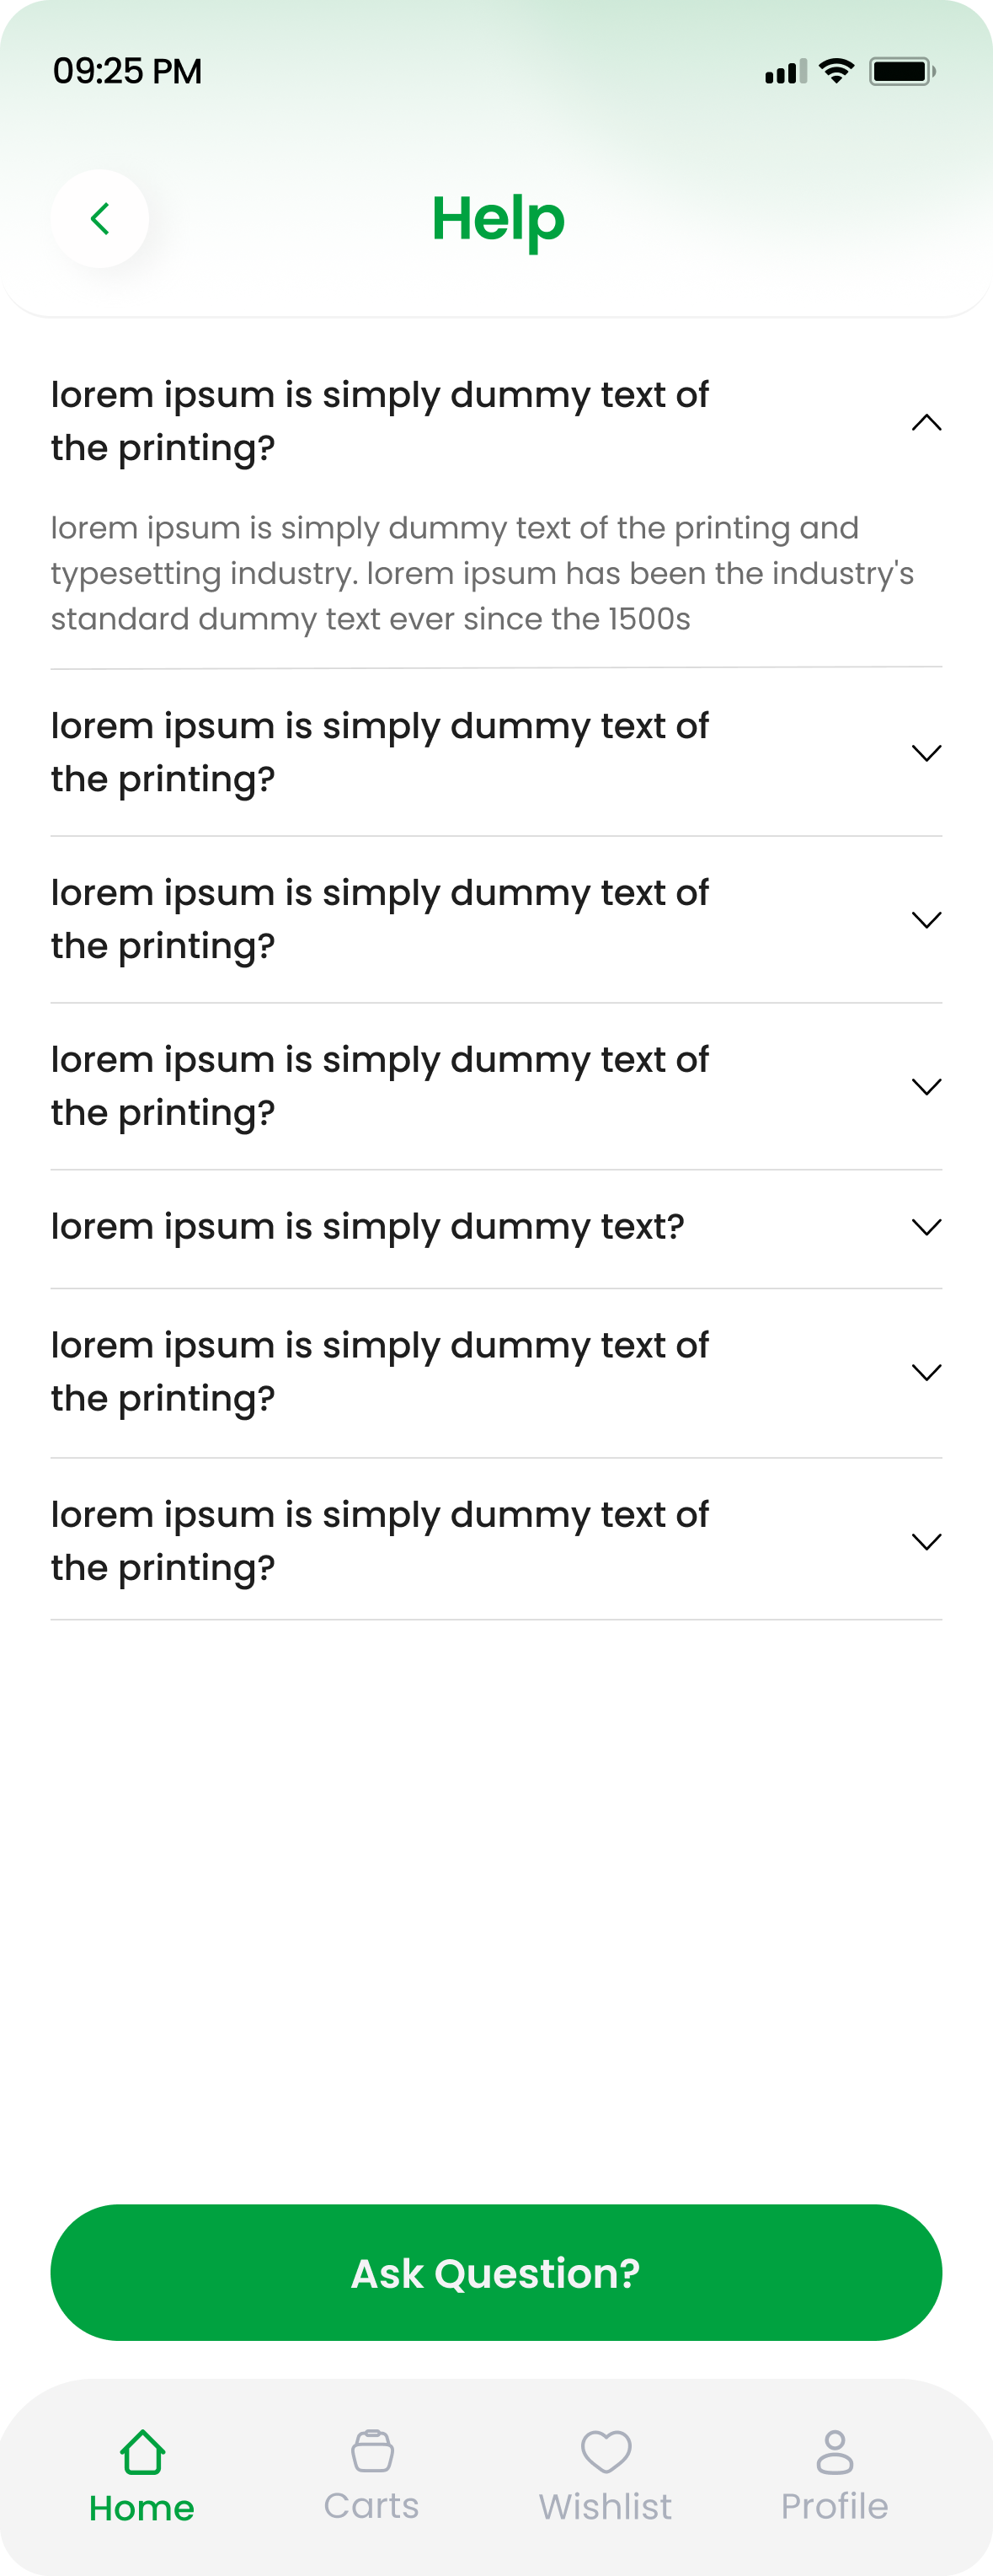 09:25 PM
Help
lorem ipsum is simply dummy text of
the printing?
lorem ipsum is simply dummy text of the printing and
typesetting industry. lorem ipsum has been the industry's
standard dummy text ever since the 1500s
lorem ipsum is simply dummy text of
the printing?
lorem ipsum is simply dummy text of
the printing?
lorem ipsum is simply dummy text of
the printing?
lorem ipsum is simply dummy text?
lorem ipsum is simply dummy text of
the printing?
lorem ipsum is simply dummy text of
the printing?
Ask Question?
Home
Carts
Wishlist
Profile